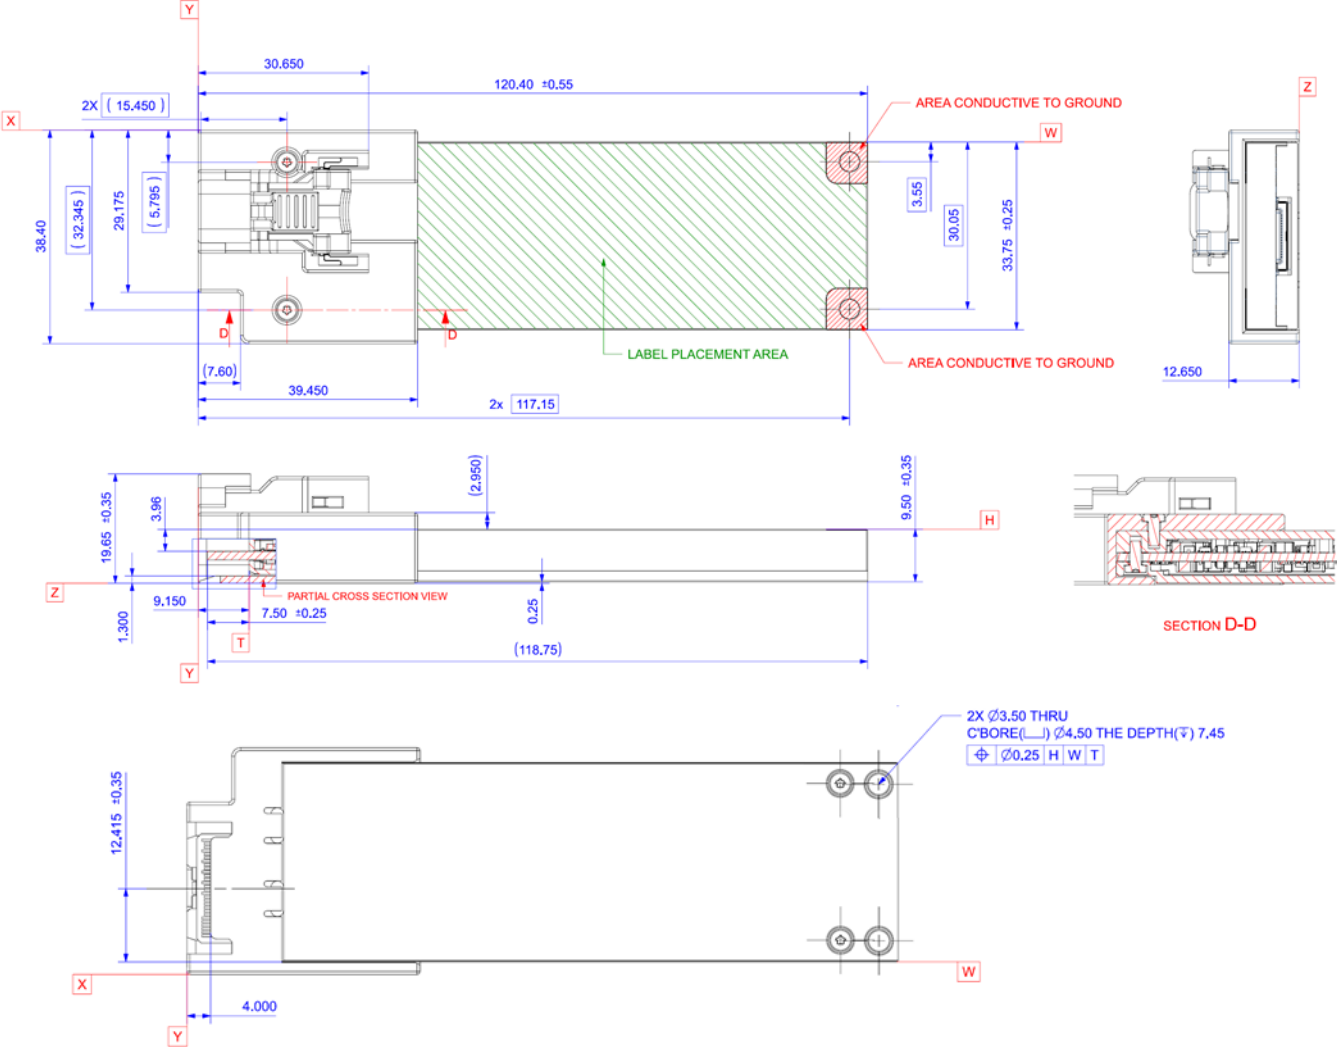 Y
30.650
120.40 ±0.55
Z
2X ( 15.450 )
AREA CONDUCTIVE TO GROUND
X
W
38.40
( 32.345 )
29.175
( 5.795 )
3.55
30.05
33.75 ±0.25
D
D
LABEL PLACEMENT AREA
AREA CONDUCTIVE TO GROUND
(7.60)
39.450
2x 117.15
12.650
19.65 ±0.35
3.96
(2.950)
9.50 ±0.35
H
Z
PARTIAL CROSS SECTION VIEW
9.150
7.50 ±0.25
1.300
0.25
T
(118.75)
Y
SECTION D-D
2X Ø3.50 THRU
C'BORE(⌴) Ø4.50 THE DEPTH(↧) 7.45
⌖ Ø0.25 H W T
12.415 ±0.35
X
W
4.000
Y